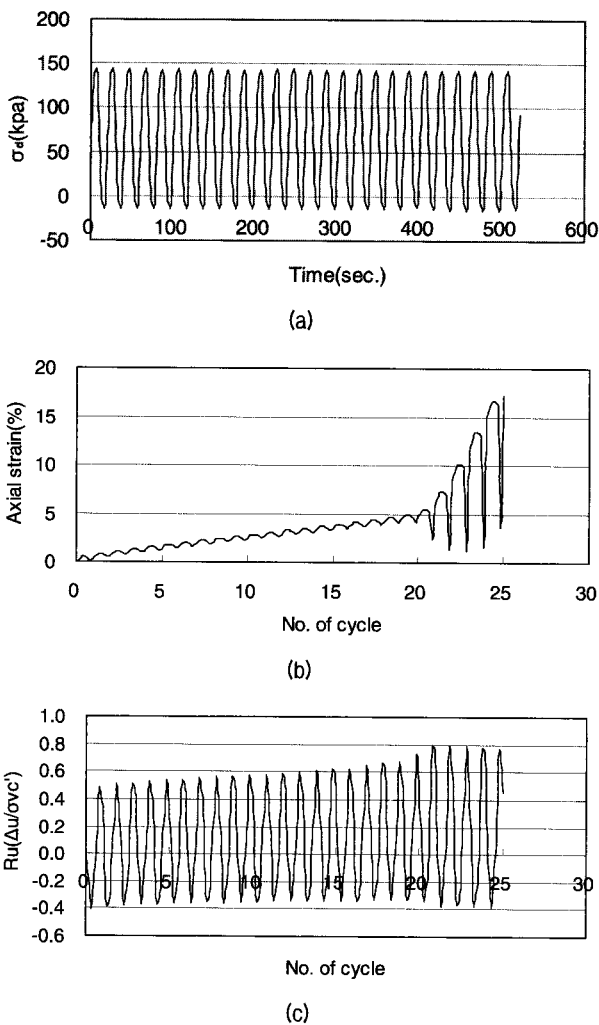 200
150
100
50
0
-50
σd(kpa)
0 100 200 300 400 500 600
Time(sec.)
(a)
20
15
10
5
0
Axial strain(%)
0 5 10 15 20 25 30
No. of cycle
(b)
1.0
0.8
0.6
0.4
0.2
0.0
-0.2
-0.4
-0.6
Ru(Δu/σvc')
0 5 10 15 20 25 30
No. of cycle
(c)